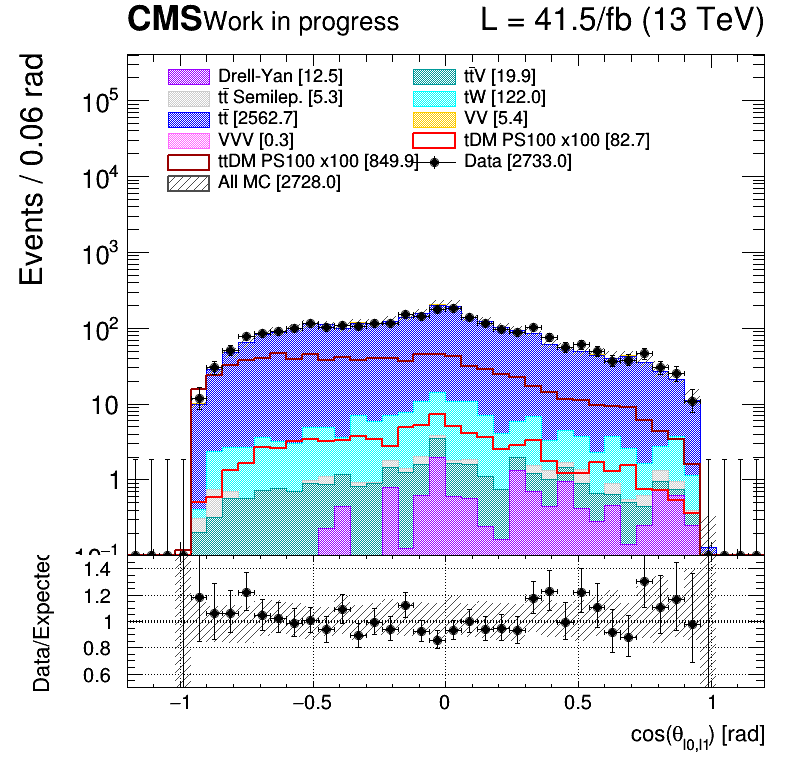 CMS Work in progress L = 41.5/fb (13 TeV)
Events / 0.06 rad
Drell-Yan [12.5] tt̄V [19.9]
tt̄ Semilep. [5.3] tW [122.0]
tt̄ [2562.7] VV [5.4]
VVV [0.3] tDM PS100 x100 [82.7]
ttDM PS100 x100 [849.9] Data [2733.0]
All MC [2728.0]
10⁵
10⁴
10³
10²
10
1
10⁻¹
Data/Expected
1.4
1.2
1
0.8
0.6
−1 −0.5 0 0.5 1
cos(θl0,l1) [rad]